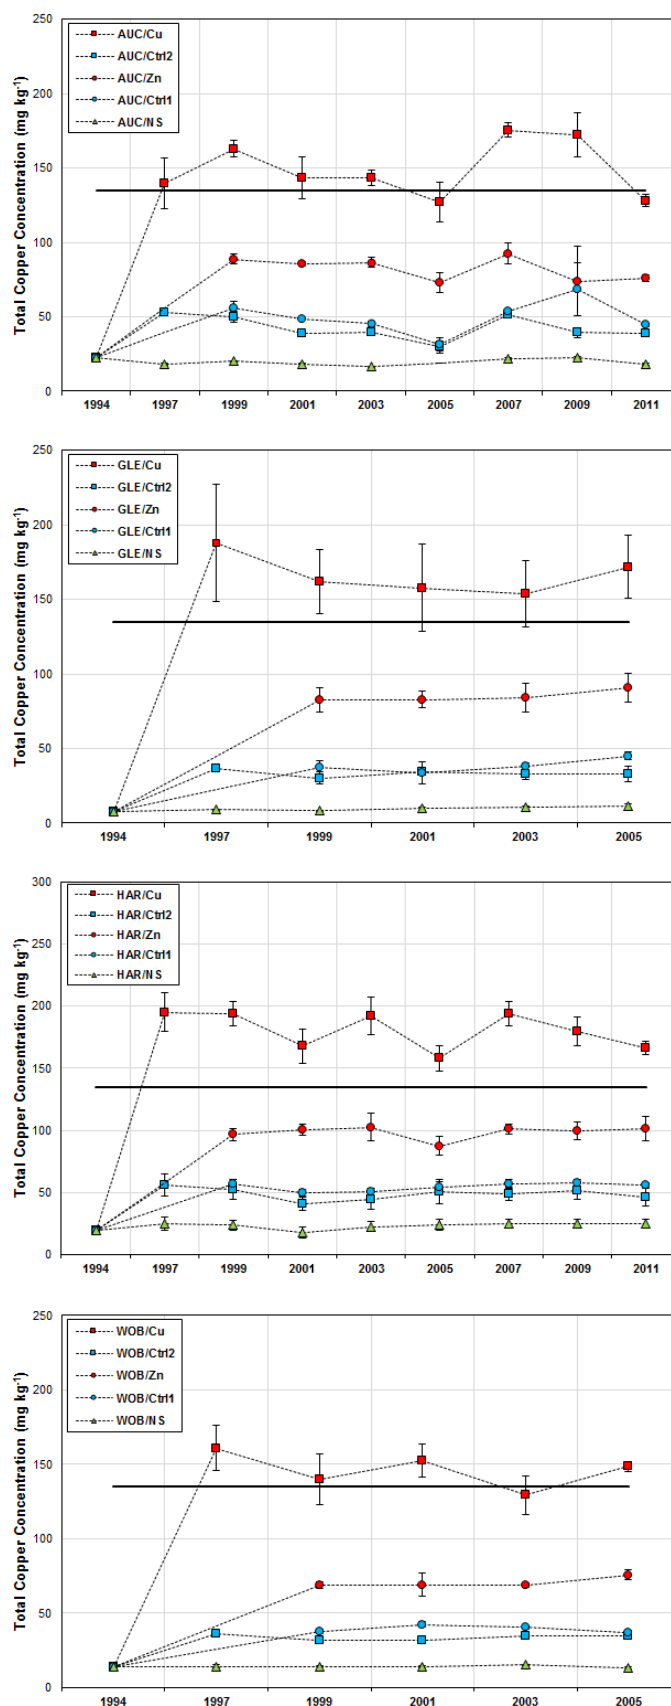 Total Copper Concentration (mg kg⁻¹)
250
200
150
100
50
0
AUC/Cu
AUC/Ctrl2
AUC/Zn
AUC/Ctrl1
AUC/NS
1994 1997 1999 2001 2003 2005 2007 2009 2011
Total Copper Concentration (mg kg⁻¹)
250
200
150
100
50
0
GLE/Cu
GLE/Ctrl2
GLE/Zn
GLE/Ctrl1
GLE/NS
1994 1997 1999 2001 2003 2005
Total Copper Concentration (mg kg⁻¹)
300
250
200
150
100
50
0
HAR/Cu
HAR/Ctrl2
HAR/Zn
HAR/Ctrl1
HAR/NS
1994 1997 1999 2001 2003 2005 2007 2009 2011
Total Copper Concentration (mg kg⁻¹)
250
200
150
100
50
0
WOB/Cu
WOB/Ctrl2
WOB/Zn
WOB/Ctrl1
WOB/NS
1994 1997 1999 2001 2003 2005